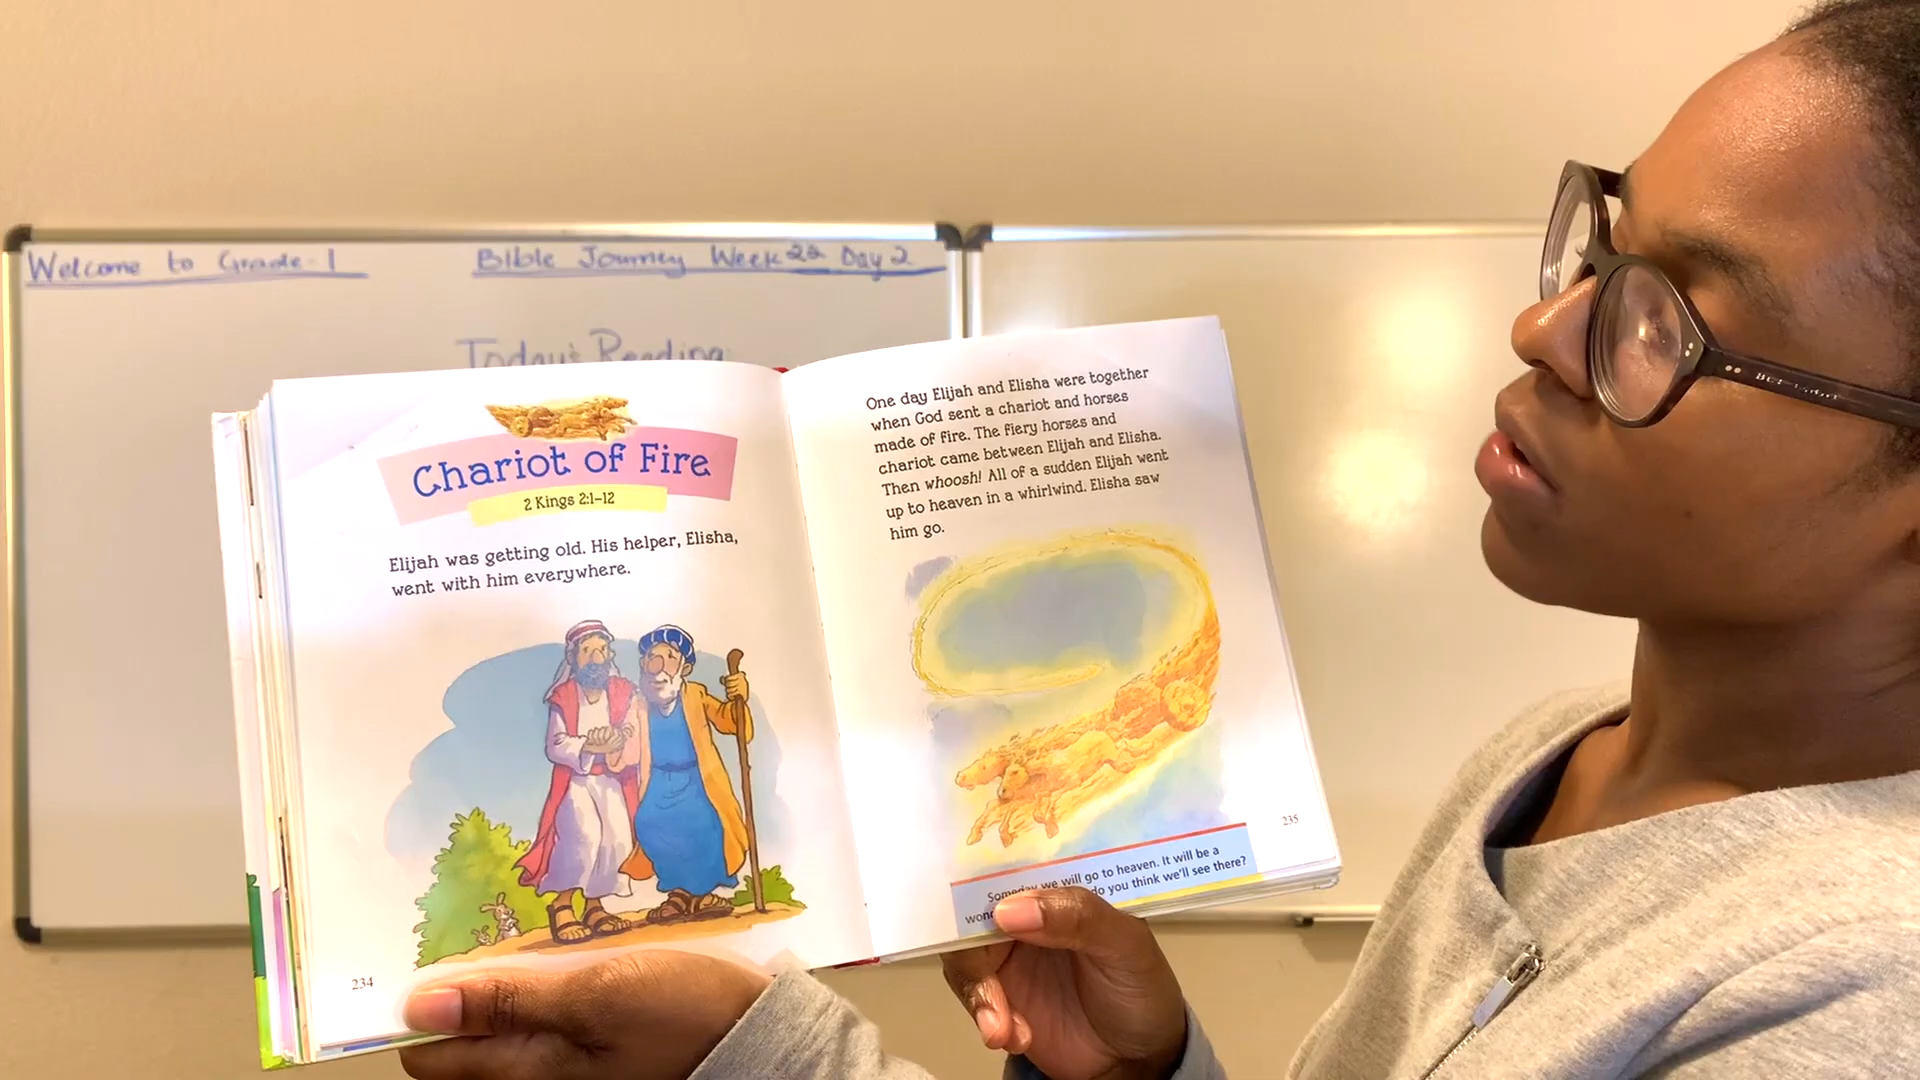 Welcome to Grade-1
Bible Journey Week 22 Day 2
Today's Reading:
Chariot of Fire
2 Kings 2:1–12
Elijah was getting old. His helper, Elisha,
went with him everywhere.
234
One day Elijah and Elisha were together
when God sent a chariot and horses
made of fire. The fiery horses and
chariot came between Elijah and Elisha.
Then whoosh! All of a sudden Elijah went
up to heaven in a whirlwind. Elisha saw
him go.
235
Someday we will go to heaven. It will be a
do you think we'll see there?